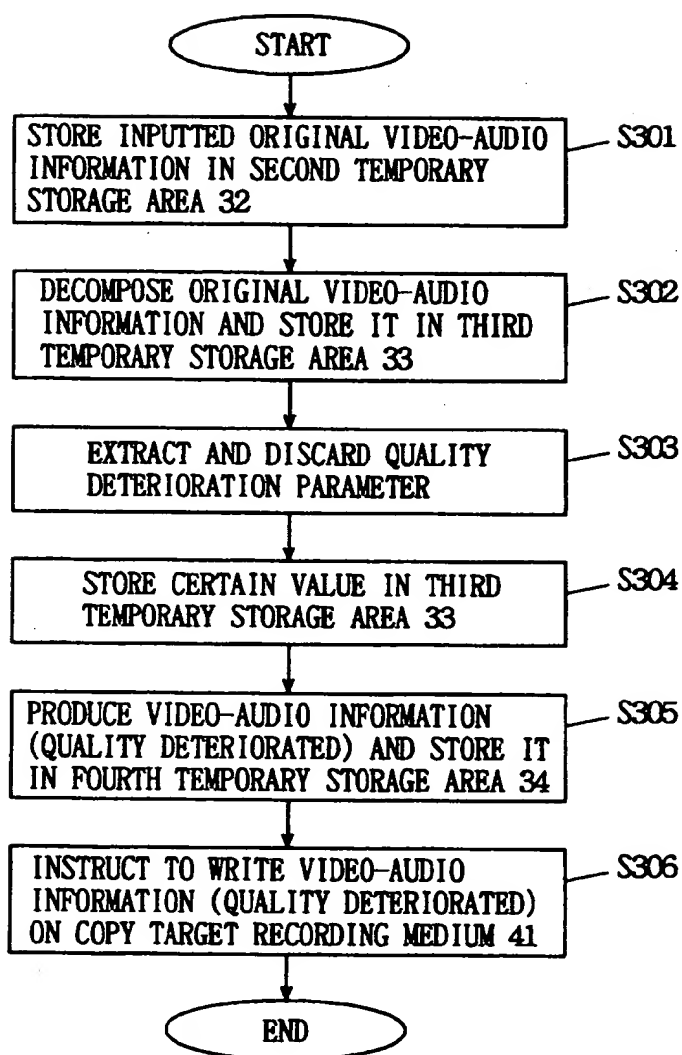 START
STORE INPUTTED ORIGINAL VIDEO-AUDIO
INFORMATION IN SECOND TEMPORARY
STORAGE AREA 32
S301
DECOMPOSE ORIGINAL VIDEO-AUDIO
INFORMATION AND STORE IT IN THIRD
TEMPORARY STORAGE AREA 33
S302
EXTRACT AND DISCARD QUALITY
DETERIORATION PARAMETER
S303
STORE CERTAIN VALUE IN THIRD
TEMPORARY STORAGE AREA 33
S304
PRODUCE VIDEO-AUDIO INFORMATION
(QUALITY DETERIORATED) AND STORE IT
IN FOURTH TEMPORARY STORAGE AREA 34
S305
INSTRUCT TO WRITE VIDEO-AUDIO
INFORMATION (QUALITY DETERIORATED)
ON COPY TARGET RECORDING MEDIUM 41
S306
END